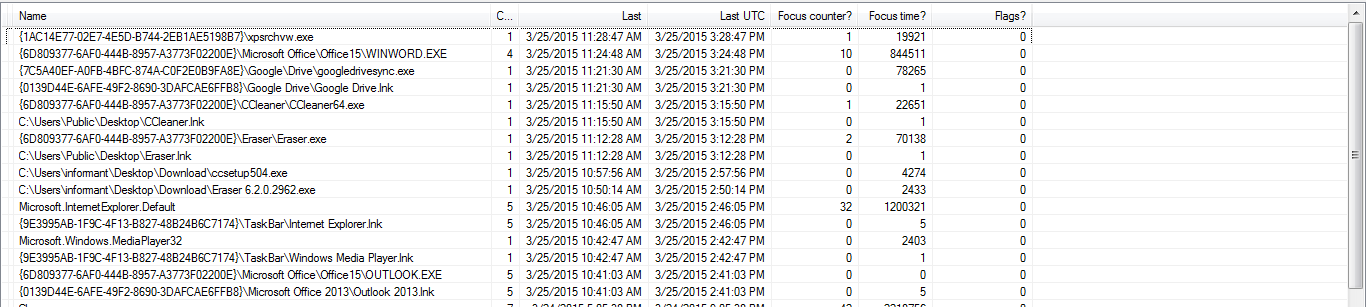 Name C... Last Last UTC Focus counter? Focus time? Flags?
{1AC14E77-02E7-4E5D-B744-2EB1AE5198B7}\xpsrchvw.exe 1 3/25/2015 11:28:47 AM 3/25/2015 3:28:47 PM 1 19921 0
{6D809377-6AF0-444B-8957-A3773F02200E}\Microsoft Office\Office15\WINWORD.EXE 4 3/25/2015 11:24:48 AM 3/25/2015 3:24:48 PM 10 844511 0
{7C5A40EF-A0FB-4BFC-874A-C0F2E0B9FA8E}\Google\Drive\googledrivesync.exe 1 3/25/2015 11:21:30 AM 3/25/2015 3:21:30 PM 0 78265 0
{0139D44E-6AFE-49F2-8690-3DAFCAE6FFB8}\Google Drive\Google Drive.lnk 1 3/25/2015 11:21:30 AM 3/25/2015 3:21:30 PM 0 1 0
{6D809377-6AF0-444B-8957-A3773F02200E}\CCleaner\CCleaner64.exe 1 3/25/2015 11:15:50 AM 3/25/2015 3:15:50 PM 1 22651 0
C:\Users\Public\Desktop\CCleaner.lnk 1 3/25/2015 11:15:50 AM 3/25/2015 3:15:50 PM 0 1 0
{6D809377-6AF0-444B-8957-A3773F02200E}\Eraser\Eraser.exe 1 3/25/2015 11:12:28 AM 3/25/2015 3:12:28 PM 2 70138 0
C:\Users\Public\Desktop\Eraser.lnk 1 3/25/2015 11:12:28 AM 3/25/2015 3:12:28 PM 0 1 0
C:\Users\informant\Desktop\Download\ccsetup504.exe 1 3/25/2015 10:57:56 AM 3/25/2015 2:57:56 PM 0 4274 0
C:\Users\informant\Desktop\Download\Eraser 6.2.0.2962.exe 1 3/25/2015 10:50:14 AM 3/25/2015 2:50:14 PM 0 2433 0
Microsoft.InternetExplorer.Default 5 3/25/2015 10:46:05 AM 3/25/2015 2:46:05 PM 32 1200321 0
{9E3995AB-1F9C-4F13-B827-48B24B6C7174}\TaskBar\Internet Explorer.lnk 5 3/25/2015 10:46:05 AM 3/25/2015 2:46:05 PM 0 5 0
Microsoft.Windows.MediaPlayer32 1 3/25/2015 10:42:47 AM 3/25/2015 2:42:47 PM 0 2403 0
{9E3995AB-1F9C-4F13-B827-48B24B6C7174}\TaskBar\Windows Media Player.lnk 1 3/25/2015 10:42:47 AM 3/25/2015 2:42:47 PM 0 1 0
{6D809377-6AF0-444B-8957-A3773F02200E}\Microsoft Office\Office15\OUTLOOK.EXE 5 3/25/2015 10:41:03 AM 3/25/2015 2:41:03 PM 0 0 0
{0139D44E-6AFE-49F2-8690-3DAFCAE6FFB8}\Microsoft Office 2013\Outlook 2013.lnk 5 3/25/2015 10:41:03 AM 3/25/2015 2:41:03 PM 0 5 0